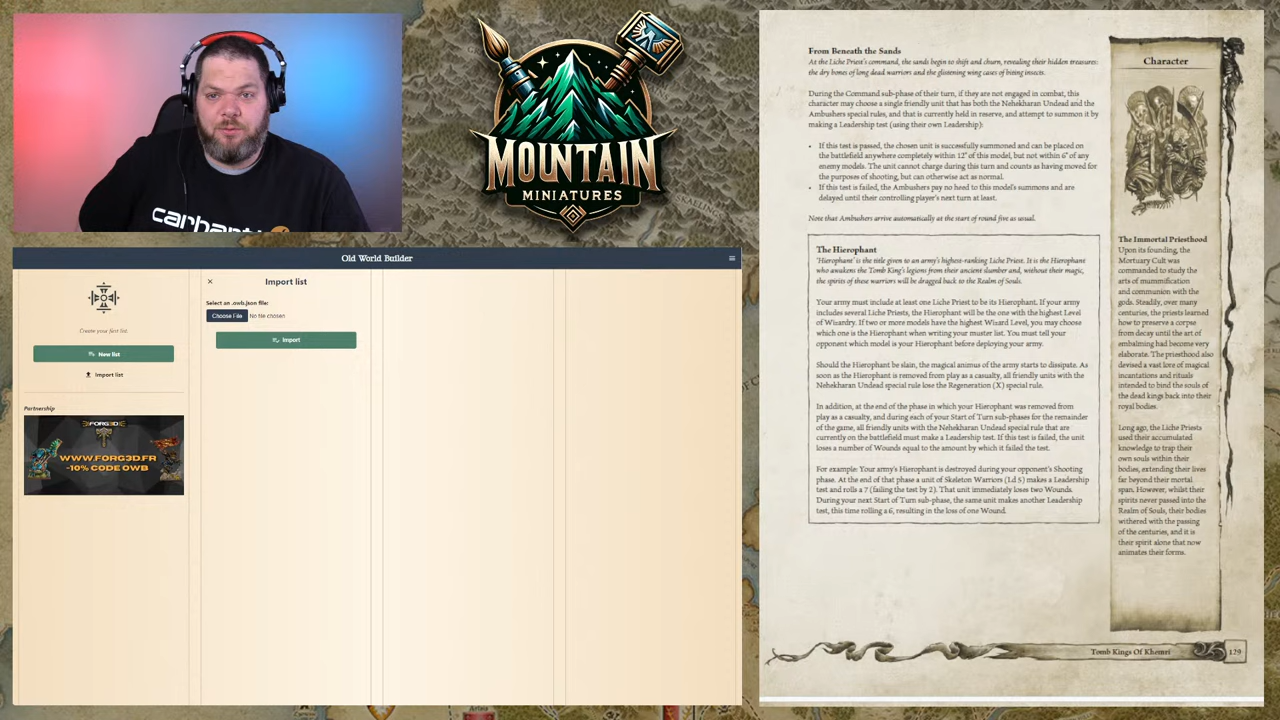 carhartt
MOUNTAIN
MINIATURES
Old World Builder
Create your first list.
New list
Import list
Partnership
FORG3D
WWW.FORG3D.FR
-10% CODE OWB
Import list
Select an .owb.json file:
Choose File No file chosen
Import
From Beneath the Sands
At the Liche Priest's command, the sands begin to shift and churn, revealing their hidden treasures:
the dry bones of long dead warriors and the glistening wing cases of biting insects.
During the Command sub-phase of their turn, if they are not engaged in combat, this
character may choose a single friendly unit that has both the Nehekharan Undead and the
Ambushers special rules, and that is currently held in reserve, and attempt to summon it by
making a Leadership test (using their own Leadership):
• If this test is passed, the chosen unit is successfully summoned and can be placed on
the battlefield anywhere completely within 12" of this model, but not within 6" of any
enemy models. The unit cannot charge during this turn and counts as having moved for
the purposes of shooting, but can otherwise act as normal.
• If this test is failed, the Ambushers pay no heed to this model's summons and are
delayed until their controlling player's next turn at least.
Note that Ambushers arrive automatically at the start of round five as usual.
The Hierophant
'Hierophant' is the title given to an army's highest-ranking Liche Priest. It is the Hierophant
who awakens the Tomb King's legions from their ancient slumber and, without their magic,
the spirits of these warriors will be dragged back to the Realm of Souls.
Your army must include at least one Liche Priest to be its Hierophant. If your army
includes several Liche Priests, the Hierophant will be the one with the highest Level
of Wizardry. If two or more models have the highest Wizard Level, you may choose
which one is the Hierophant when writing your muster list. You must tell your
opponent which model is your Hierophant before deploying your army.
Should the Hierophant be slain, the magical animus of the army starts to dissipate. As
soon as the Hierophant is removed from play as a casualty, all friendly units with the
Nehekharan Undead special rule lose the Regeneration (X) special rule.
In addition, at the end of the phase in which your Hierophant was removed from
play as a casualty, and during each of your Start of Turn sub-phases for the remainder
of the game, all friendly units with the Nehekharan Undead special rule that are
currently on the battlefield must make a Leadership test. If this test is failed, the unit
loses a number of Wounds equal to the amount by which it failed the test.
For example: Your army's Hierophant is destroyed during your opponent's Shooting
phase. At the end of that phase a unit of Skeleton Warriors (Ld 5) makes a Leadership
test and rolls a 7 (failing the test by 2). That unit immediately loses two Wounds.
During your next Start of Turn sub-phase, the same unit makes another Leadership
test, this time rolling a 6, resulting in the loss of one Wound.
Character
The Immortal Priesthood
Upon its founding, the
Mortuary Cult was
commanded to study the
arts of mummification
and communion with the
gods. Steadily, over many
centuries, the priests learned
how to preserve a corpse
from decay until the art of
embalming had become very
elaborate. The priesthood also
devised a vast lore of magical
incantations and rituals
intended to bind the souls of
the dead kings back into their
royal bodies.
Long ago, the Liche Priests
used their accumulated
knowledge to trap their
own souls within their
bodies, extending their lives
far beyond their mortal
span. However, whilst their
spirits never passed into the
Realm of Souls, their bodies
withered with the passing
of the centuries, and it is
their spirit alone that now
animates their forms.
Tomb Kings Of Khemri 129